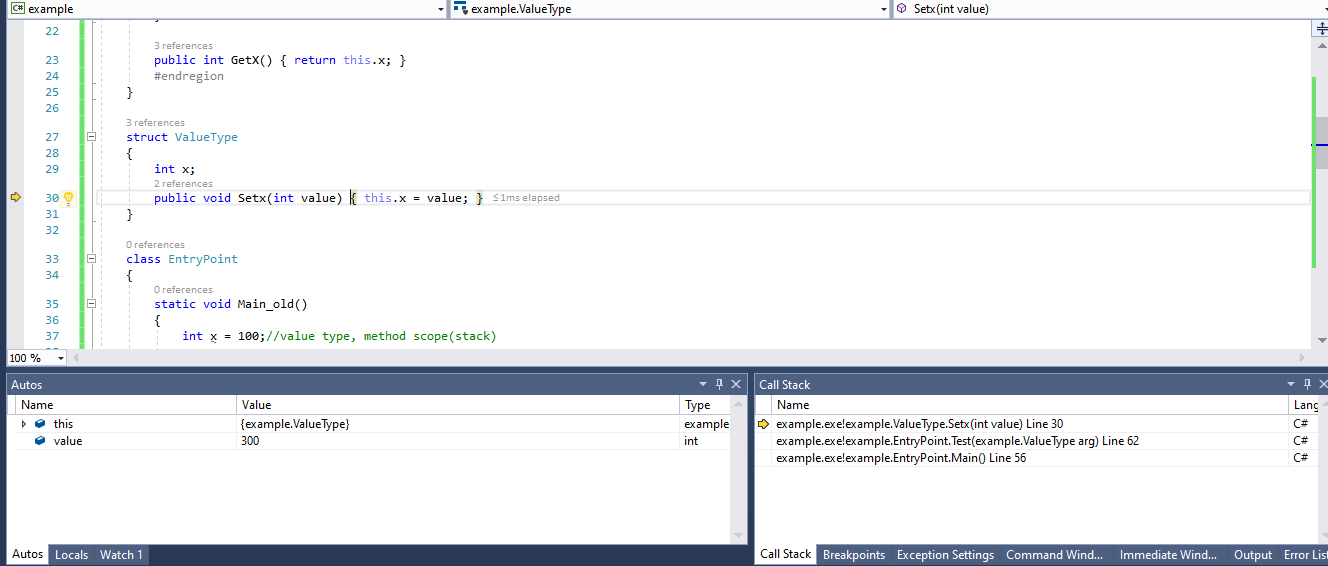 C# example example.ValueType Setx(int value)
22
3 references
23 public int GetX() { return this.x; }
24 #endregion
25 }
26
3 references
27 struct ValueType
28 {
29 int x;
2 references
30 public void Setx(int value) { this.x = value; } ≤1ms elapsed
31 }
32
0 references
33 class EntryPoint
34 {
0 references
35 static void Main_old()
36 {
37 int x = 100;//value type, method scope(stack)
100 %
Autos
Name Value Type
this {example.ValueType} example
value 300 int
Autos Locals Watch 1
Call Stack
Name Lang
example.exe!example.ValueType.Setx(int value) Line 30 C#
example.exe!example.EntryPoint.Test(example.ValueType arg) Line 62 C#
example.exe!example.EntryPoint.Main() Line 56 C#
Call Stack Breakpoints Exception Settings Command Wind... Immediate Wind... Output Error List